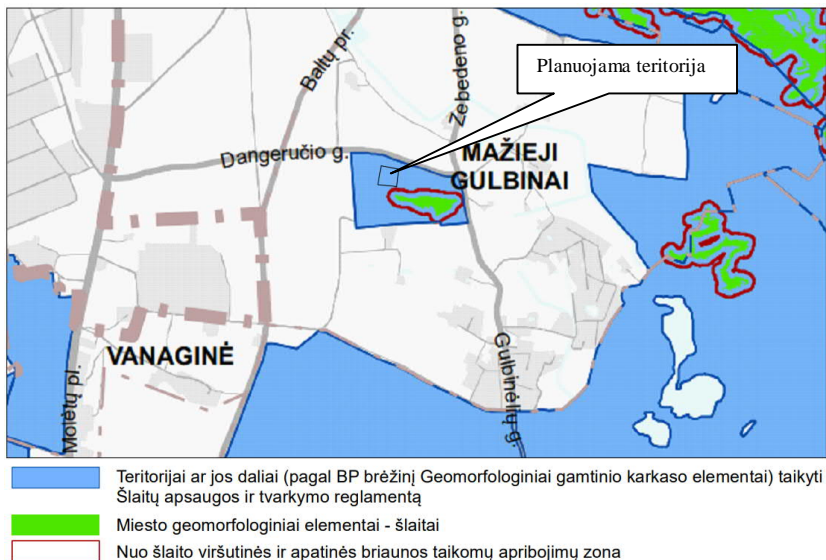 Baltų pr.
Zebedeno g.
Planuojama teritorija
Dangeručio g.
MAŽIEJI
GULBINAI
VANAGINĖ
Molėtų pl.
Gulbinėlių g.
Teritorijai ar jos daliai (pagal BP brėžinį Geomorfologiniai gamtinio karkaso elementai) taikyti
Šlaitų apsaugos ir tvarkymo reglamentą
Miesto geomorfologiniai elementai - šlaitai
Nuo šlaito viršutinės ir apatinės briaunos taikomų apribojimų zona